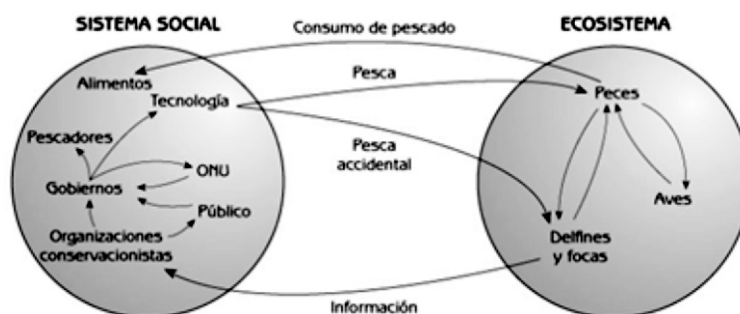 SISTEMA SOCIAL
ECOSISTEMA
Consumo de pescado
Alimentos
Pesca
Tecnología
Peces
Pescadores
Pesca
accidental
ONU
Gobiernos
Aves
Público
Organizaciones
conservacionistas
Delfines
y focas
Información